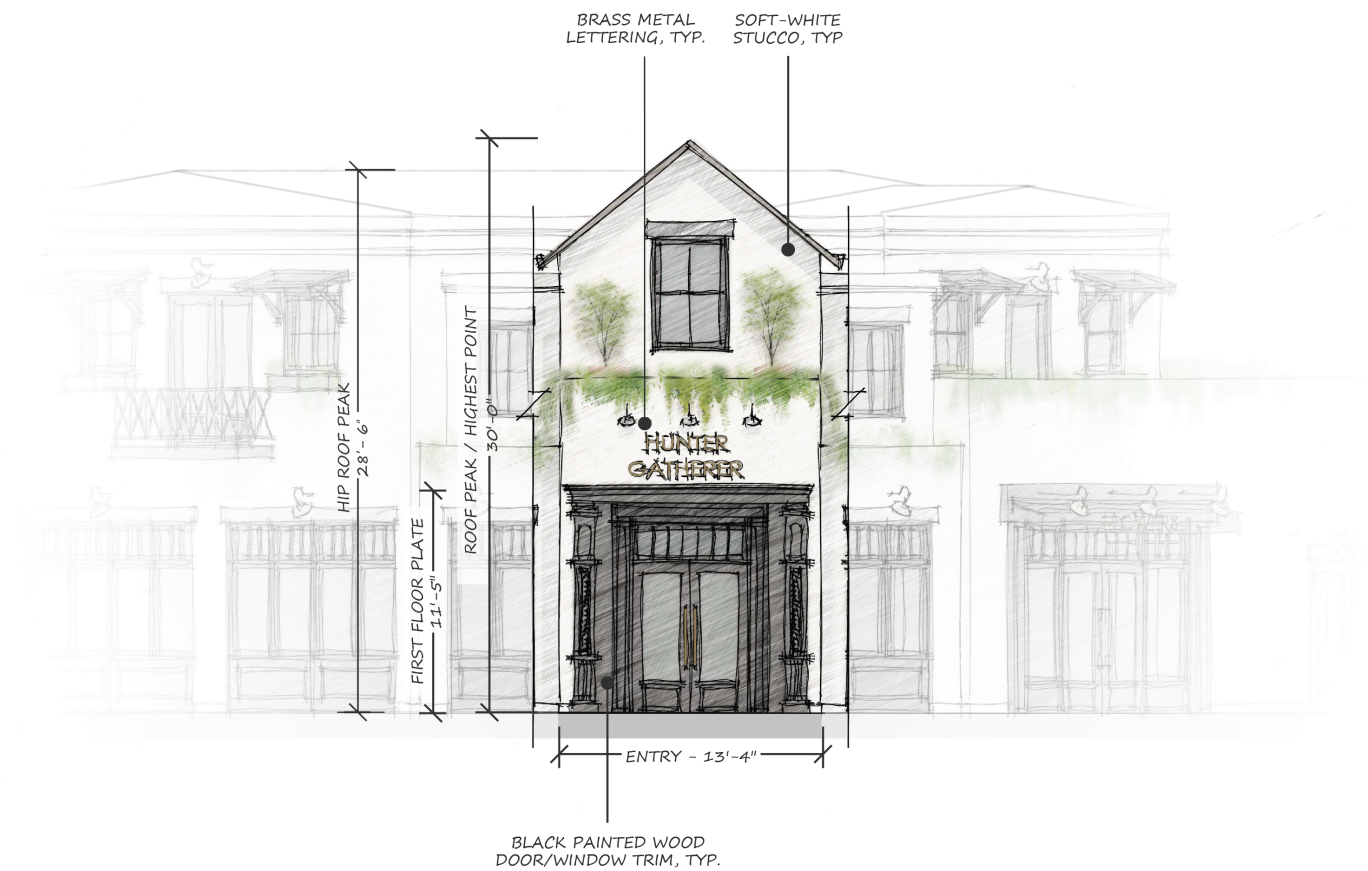 BRASS METAL
LETTERING, TYP.
SOFT-WHITE
STUCCO, TYP
HIP ROOF PEAK
28'-6"
FIRST FLOOR PLATE
11'-5"
ROOF PEAK / HIGHEST POINT
30'-0"
HUNTER
GATHERER
ENTRY - 13'-4"
BLACK PAINTED WOOD
DOOR/WINDOW TRIM, TYP.